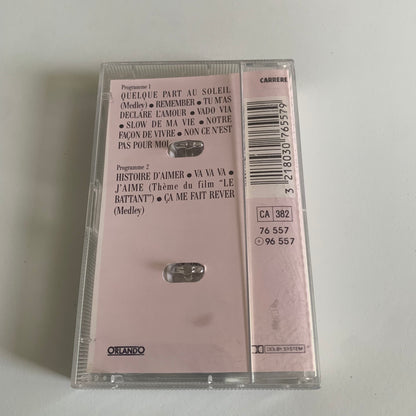 Programme 1
QUELQUE PART AU SOLEIL
(Medley) • REMEMBER • TU M'AS
DECLARE L'AMOUR • VADO VIA
• SLOW DE MA VIE • NOTRE
FAÇON DE VIVRE • NON CE N'EST
PAS POUR MOI
Programme 2
HISTOIRE D'AIMER • VA VA VA •
J'AIME (Thème du film "LE
BATTANT") • ÇA ME FAIT REVER
(Medley)
ORLANDO
CARRERE
3 218030 765579
CA 382
76 557
96 557
DOLBY SYSTEM